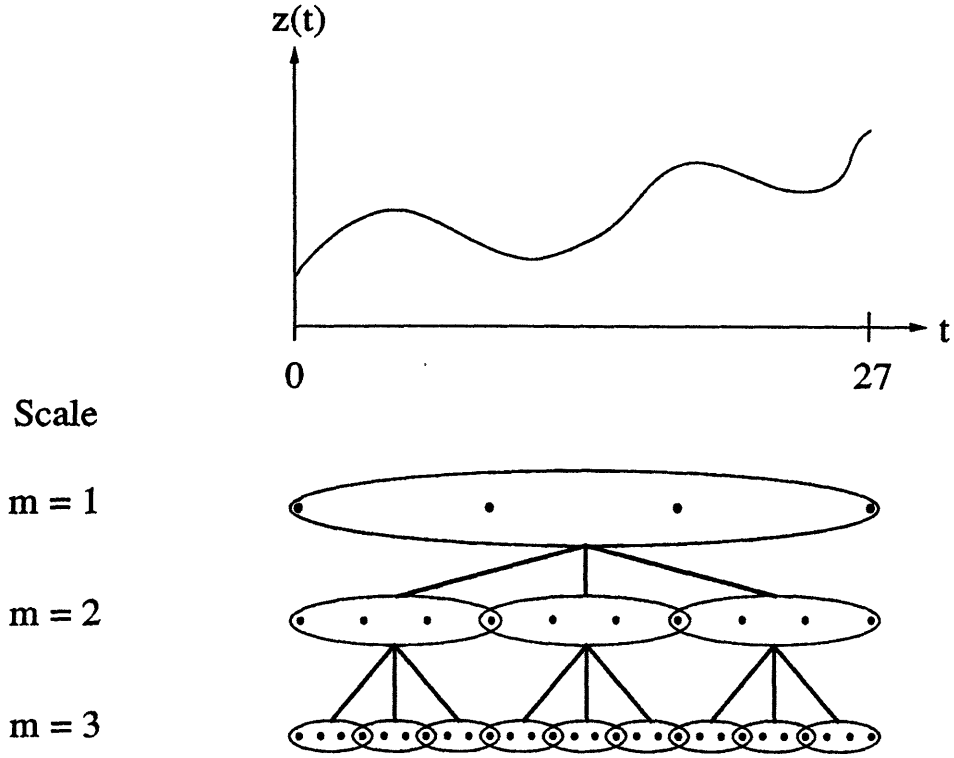 z(t)
t
0 27
Scale
m = 1
m = 2
m = 3